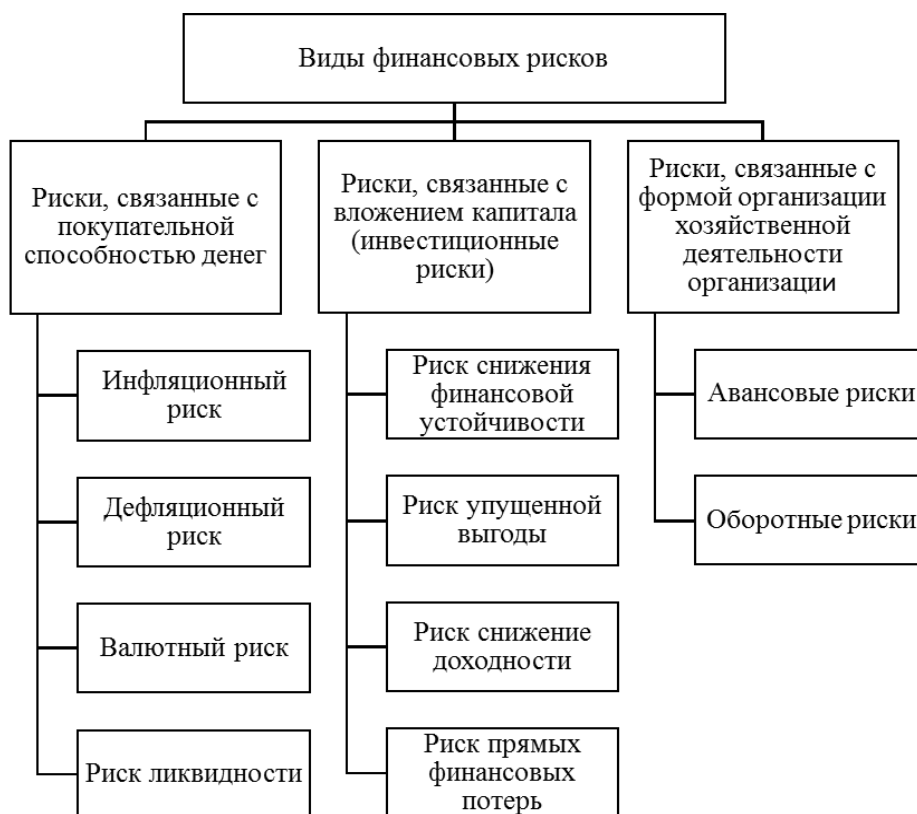 Виды финансовых рисков
Риски, связанные с
покупательной
способностью денег
Инфляционный
риск
Дефляционный
риск
Валютный риск
Риск ликвидности
Риски, связанные с
вложением капитала
(инвестиционные
риски)
Риск снижения
финансовой
устойчивости
Риск упущенной
выгоды
Риск снижение
доходности
Риск прямых
финансовых
потерь
Риски, связанные с
формой организации
хозяйственной
деятельности
организации
Авансовые риски
Оборотные риски